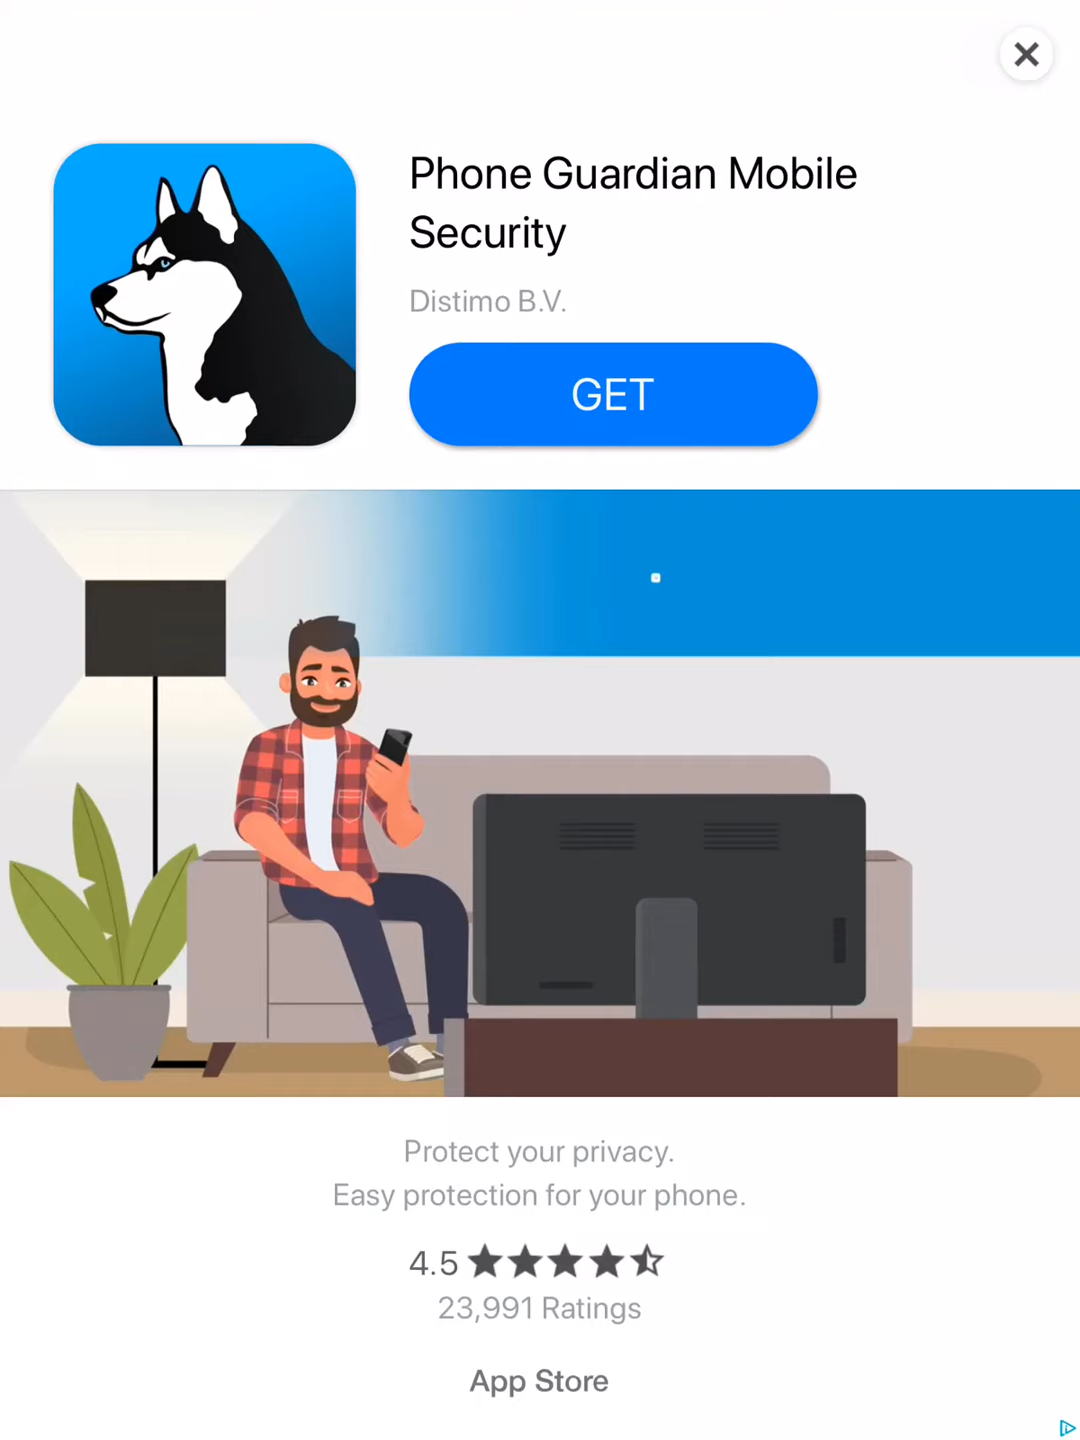 Phone Guardian Mobile
Security
Distimo B.V.
GET
Protect your privacy.
Easy protection for your phone.
4.5
23,991 Ratings
App Store